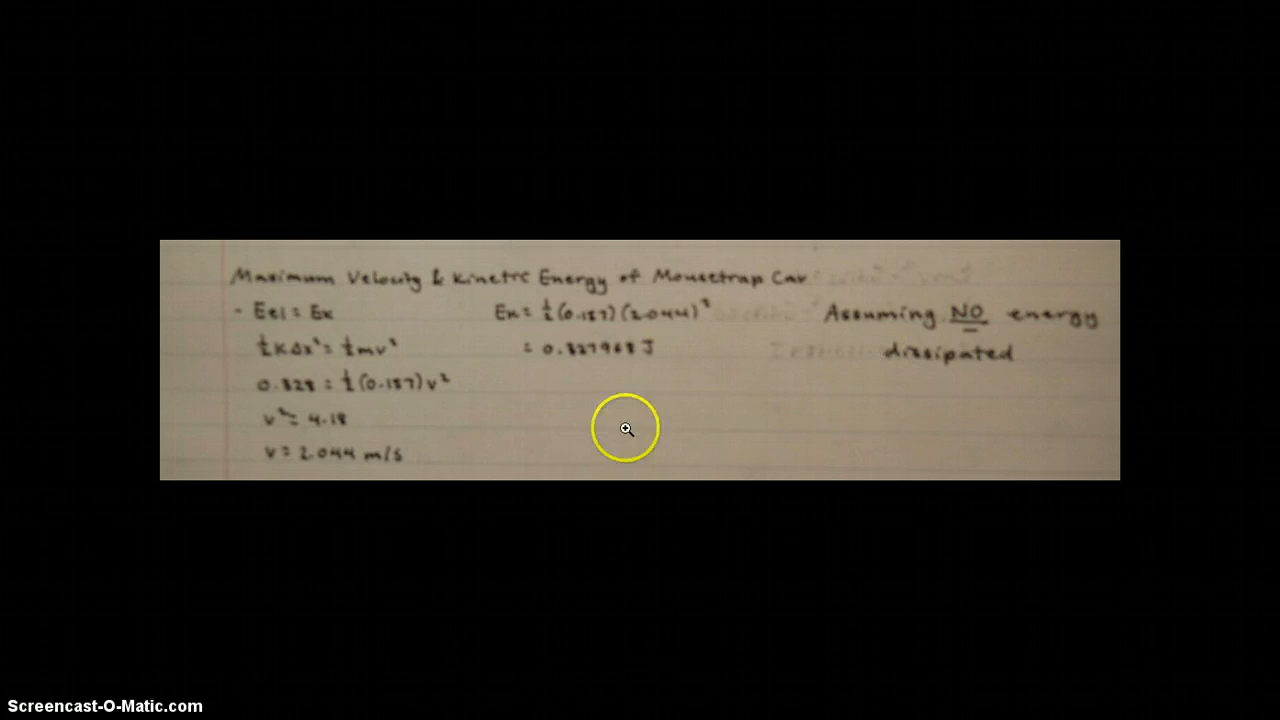 Maximum Velocity & Kinetic Energy of Mousetrap Car
- Eel = Ek
½kΔx² = ½mv²
0.328 = ½(0.157)v²
v² = 4.18
v = 2.044 m/s
Ek = ½(0.157)(2.044)²
= 0.327968 J
Assuming NO energy
dissipated
Screencast-O-Matic.com